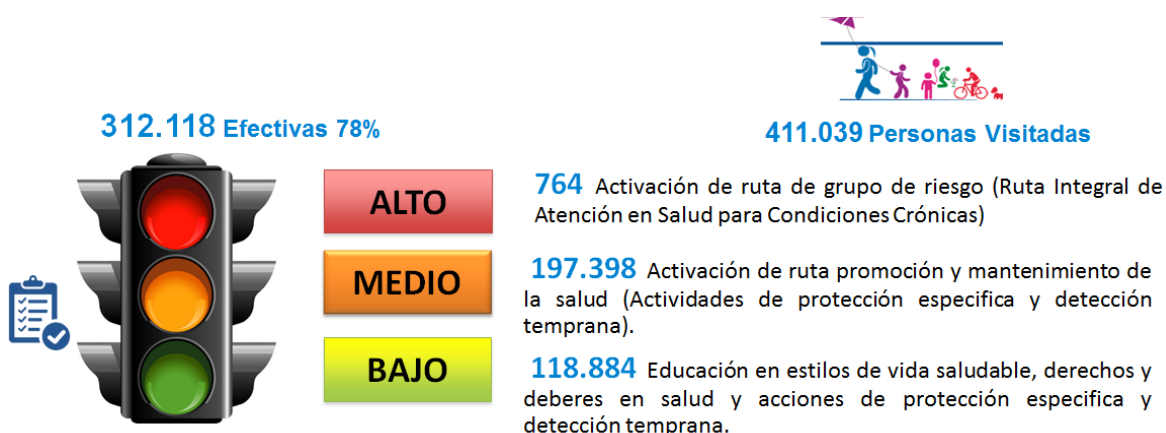 312.118 Efectivas 78%
411.039 Personas Visitadas
ALTO
764 Activación de ruta de grupo de riesgo (Ruta Integral de
Atención en Salud para Condiciones Crónicas)
MEDIO
197.398 Activación de ruta promoción y mantenimiento de
la salud (Actividades de protección especifica y detección
temprana).
BAJO
118.884 Educación en estilos de vida saludable, derechos y
deberes en salud y acciones de protección especifica y
detección temprana.